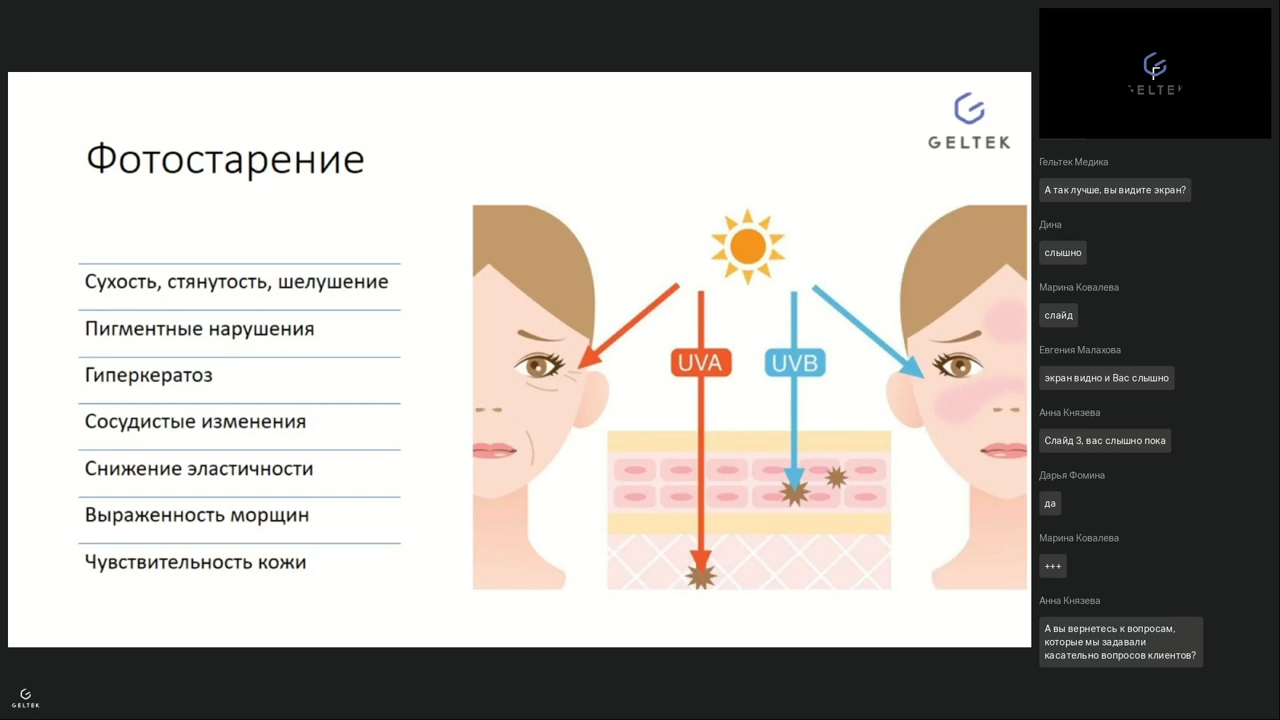 Фотостарение
GELTEK
Сухость, стянутость, шелушение
Пигментные нарушения
Гиперкератоз
Сосудистые изменения
Снижение эластичности
Выраженность морщин
Чувствительность кожи
UVA
UVB
GELTEK
Гельтек Медика
А так лучше, вы видите экран?
Дина
слышно
Марина Ковалева
слайд
Евгения Малахова
экран видно и Вас слышно
Анна Князева
Слайд 3, вас слышно пока
Дарья Фомина
да
Марина Ковалева
+++
Анна Князева
А вы вернетесь к вопросам,
которые мы задавали
касательно вопросов клиентов?